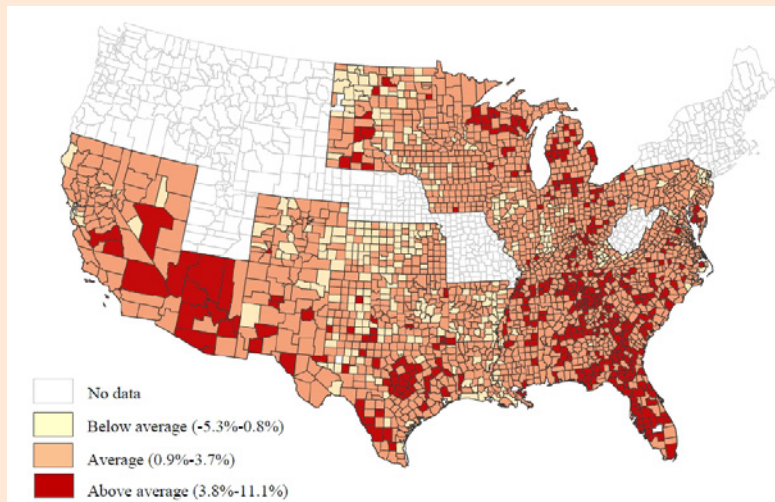 No data
Below average (-5.3%-0.8%)
Average (0.9%-3.7%)
Above average (3.8%-11.1%)